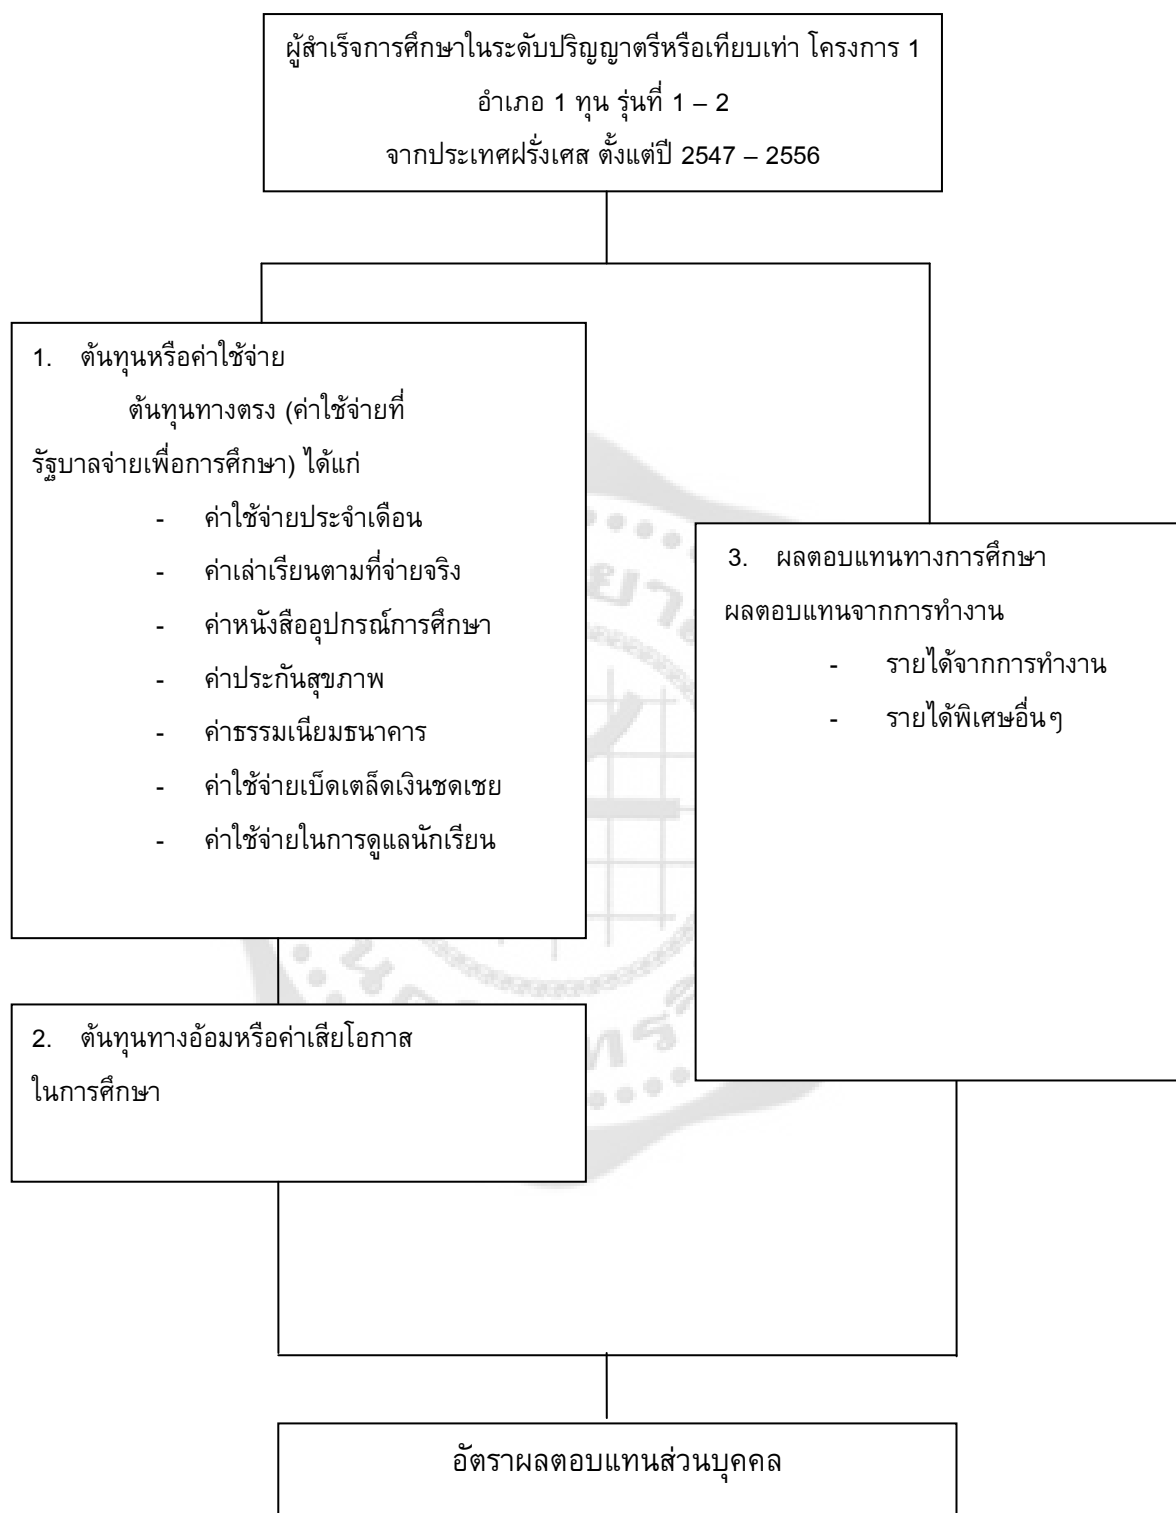 ผู้สำเร็จการศึกษาในระดับปริญญาตรีหรือเทียบเท่า โครงการ 1
อำเภอ 1 ทุน รุ่นที่ 1 – 2
จากประเทศฝรั่งเศส ตั้งแต่ปี 2547 – 2556
1. ต้นทุนหรือค่าใช้จ่าย
ต้นทุนทางตรง (ค่าใช้จ่ายที่
รัฐบาลจ่ายเพื่อการศึกษา) ได้แก่
- ค่าใช้จ่ายประจำเดือน
- ค่าเล่าเรียนตามที่จ่ายจริง
- ค่าหนังสืออุปกรณ์การศึกษา
- ค่าประกันสุขภาพ
- ค่าธรรมเนียมธนาคาร
- ค่าใช้จ่ายเบ็ดเตล็ดเงินชดเชย
- ค่าใช้จ่ายในการดูแลนักเรียน
2. ต้นทุนทางอ้อมหรือค่าเสียโอกาส
ในการศึกษา
3. ผลตอบแทนทางการศึกษา
ผลตอบแทนจากการทำงาน
- รายได้จากการทำงาน
- รายได้พิเศษอื่นๆ
อัตราผลตอบแทนส่วนบุคคล